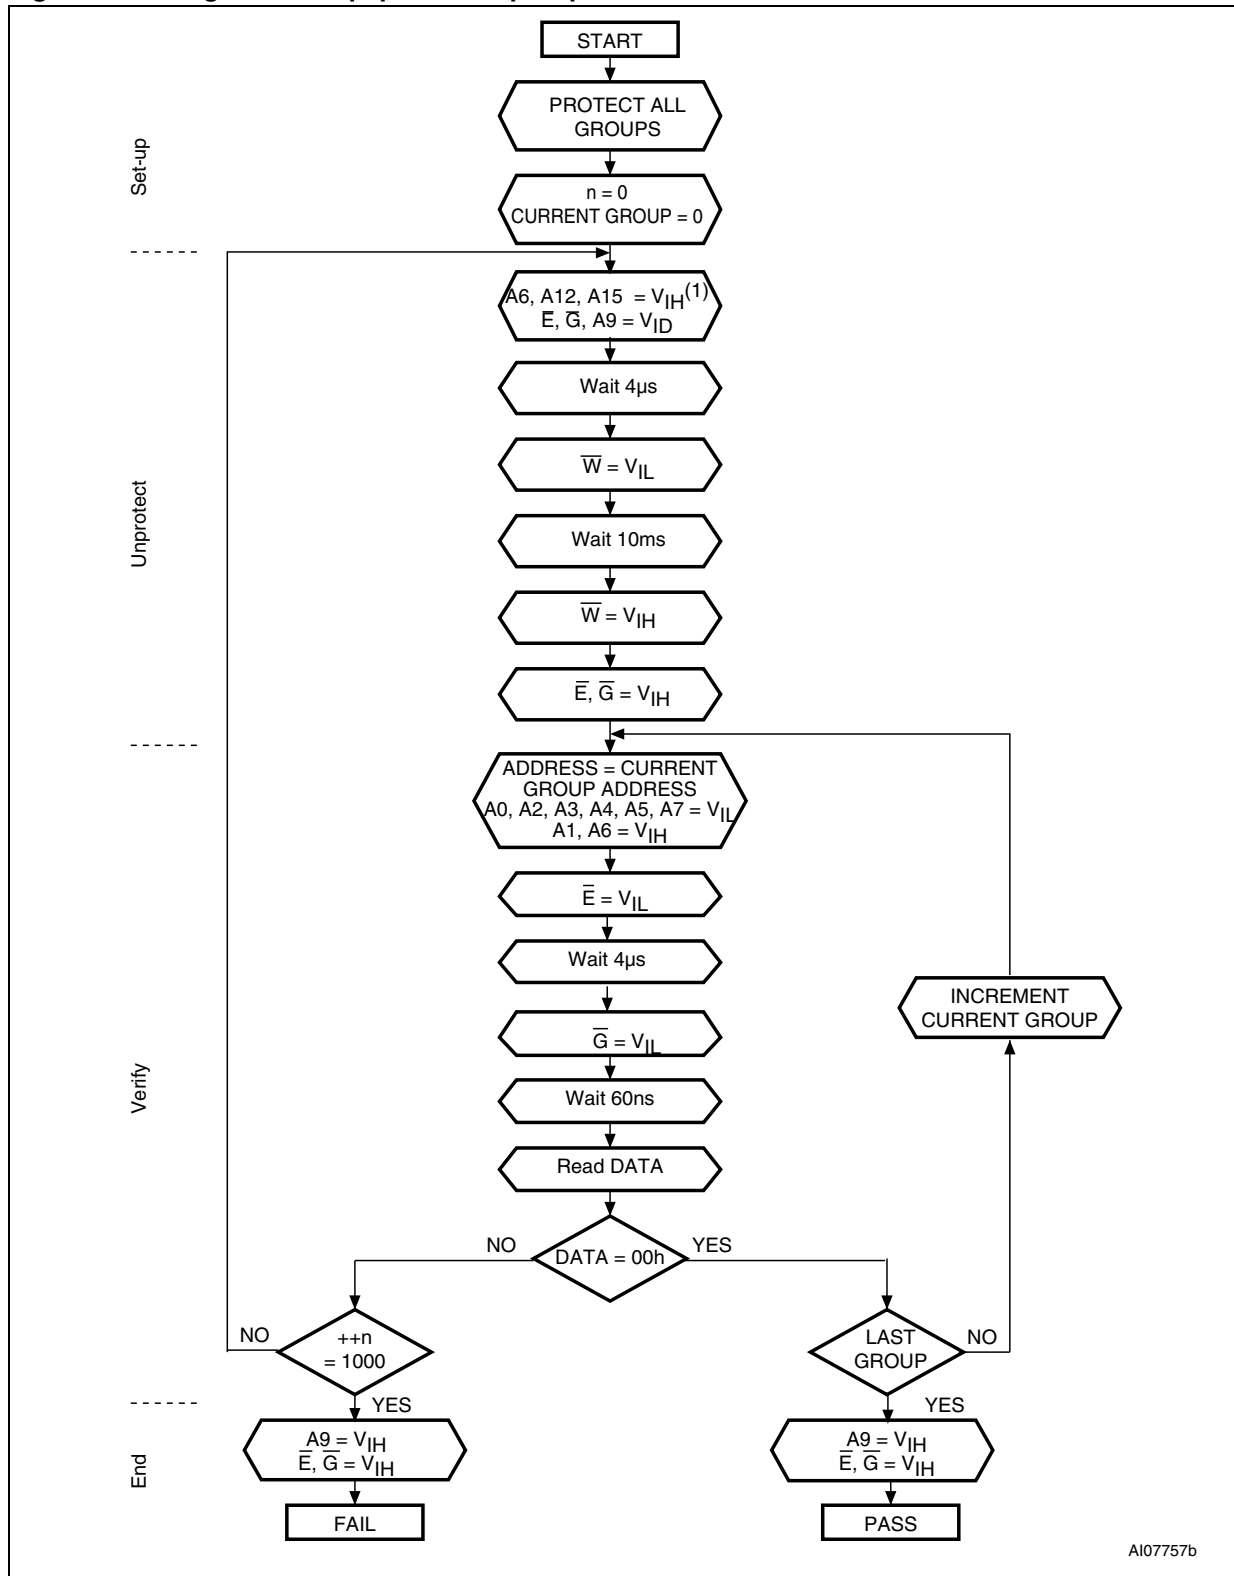 START
PROTECT ALL
GROUPS
Set-up
n = 0
CURRENT GROUP = 0
A6, A12, A15 = VIH(1)
E̅, G̅, A9 = VID
Wait 4µs
W̅ = VIL
Unprotect
Wait 10ms
W̅ = VIH
E̅, G̅ = VIH
ADDRESS = CURRENT
GROUP ADDRESS
A0, A2, A3, A4, A5, A7 = VIL
A1, A6 = VIH
E̅ = VIL
Wait 4µs
INCREMENT
CURRENT GROUP
G̅ = VIL
Verify
Wait 60ns
Read DATA
NO
DATA = 00h
YES
NO
++n
= 1000
LAST
GROUP
NO
YES
YES
End
A9 = VIH
E̅, G̅ = VIH
A9 = VIH
E̅, G̅ = VIH
FAIL
PASS
AI07757b